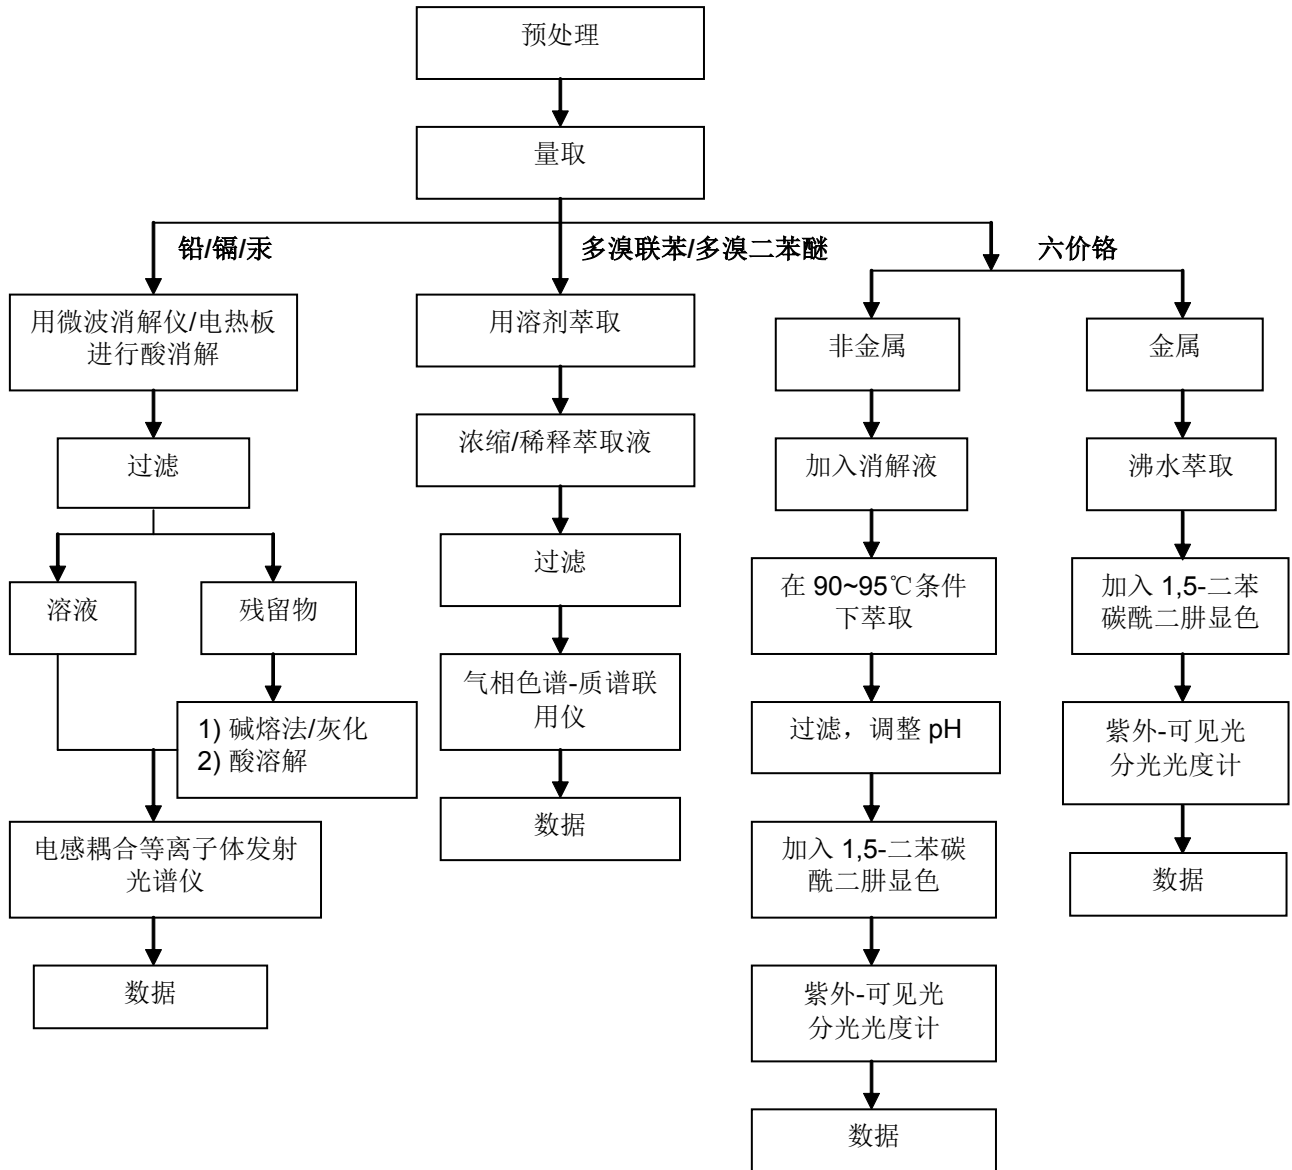 预处理
量取
铅/镉/汞
多溴联苯/多溴二苯醚
六价铬
用微波消解仪/电热板
进行酸消解
过滤
溶液
残留物
1) 碱熔法/灰化
2) 酸溶解
电感耦合等离子体发射
光谱仪
数据
用溶剂萃取
浓缩/稀释萃取液
过滤
气相色谱-质谱联
用仪
数据
非金属
加入消解液
在 90~95℃条件
下萃取
过滤，调整 pH
加入 1,5-二苯碳
酰二肼显色
紫外-可见光
分光光度计
数据
金属
沸水萃取
加入 1,5-二苯
碳酰二肼显色
紫外-可见光
分光光度计
数据